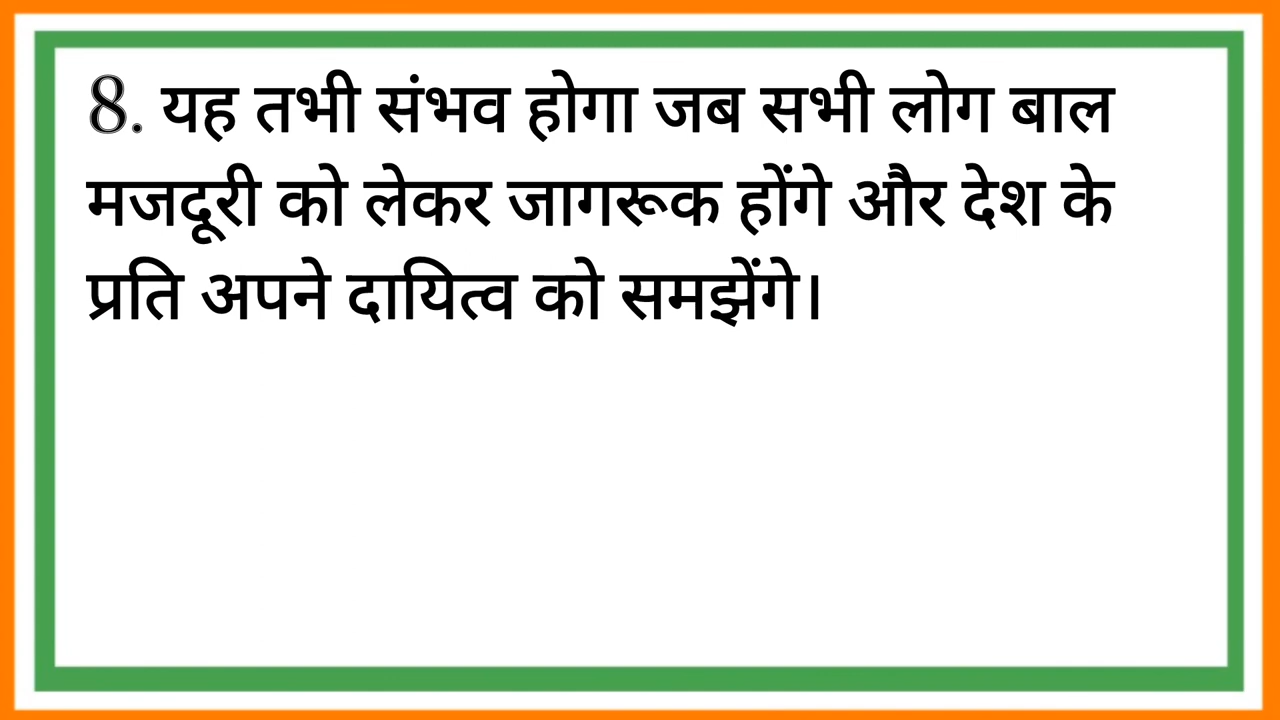 8. यह तभी संभव होगा जब सभी लोग बाल
मजदूरी को लेकर जागरूक होंगे और देश के
प्रति अपने दायित्व को समझेंगे।